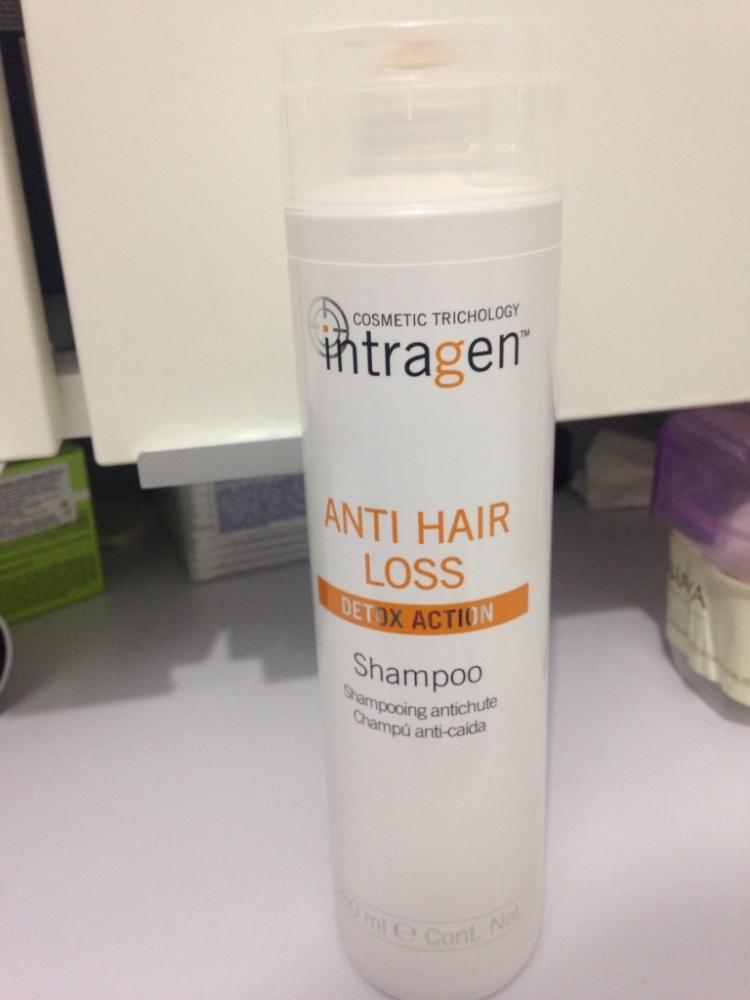 COSMETIC TRICHOLOGY
intragen™
ANTI HAIR
LOSS
DETOX ACTION
Shampoo
Shampooing antichute
Champú anti-caída
ml ℮ Cont. Net.